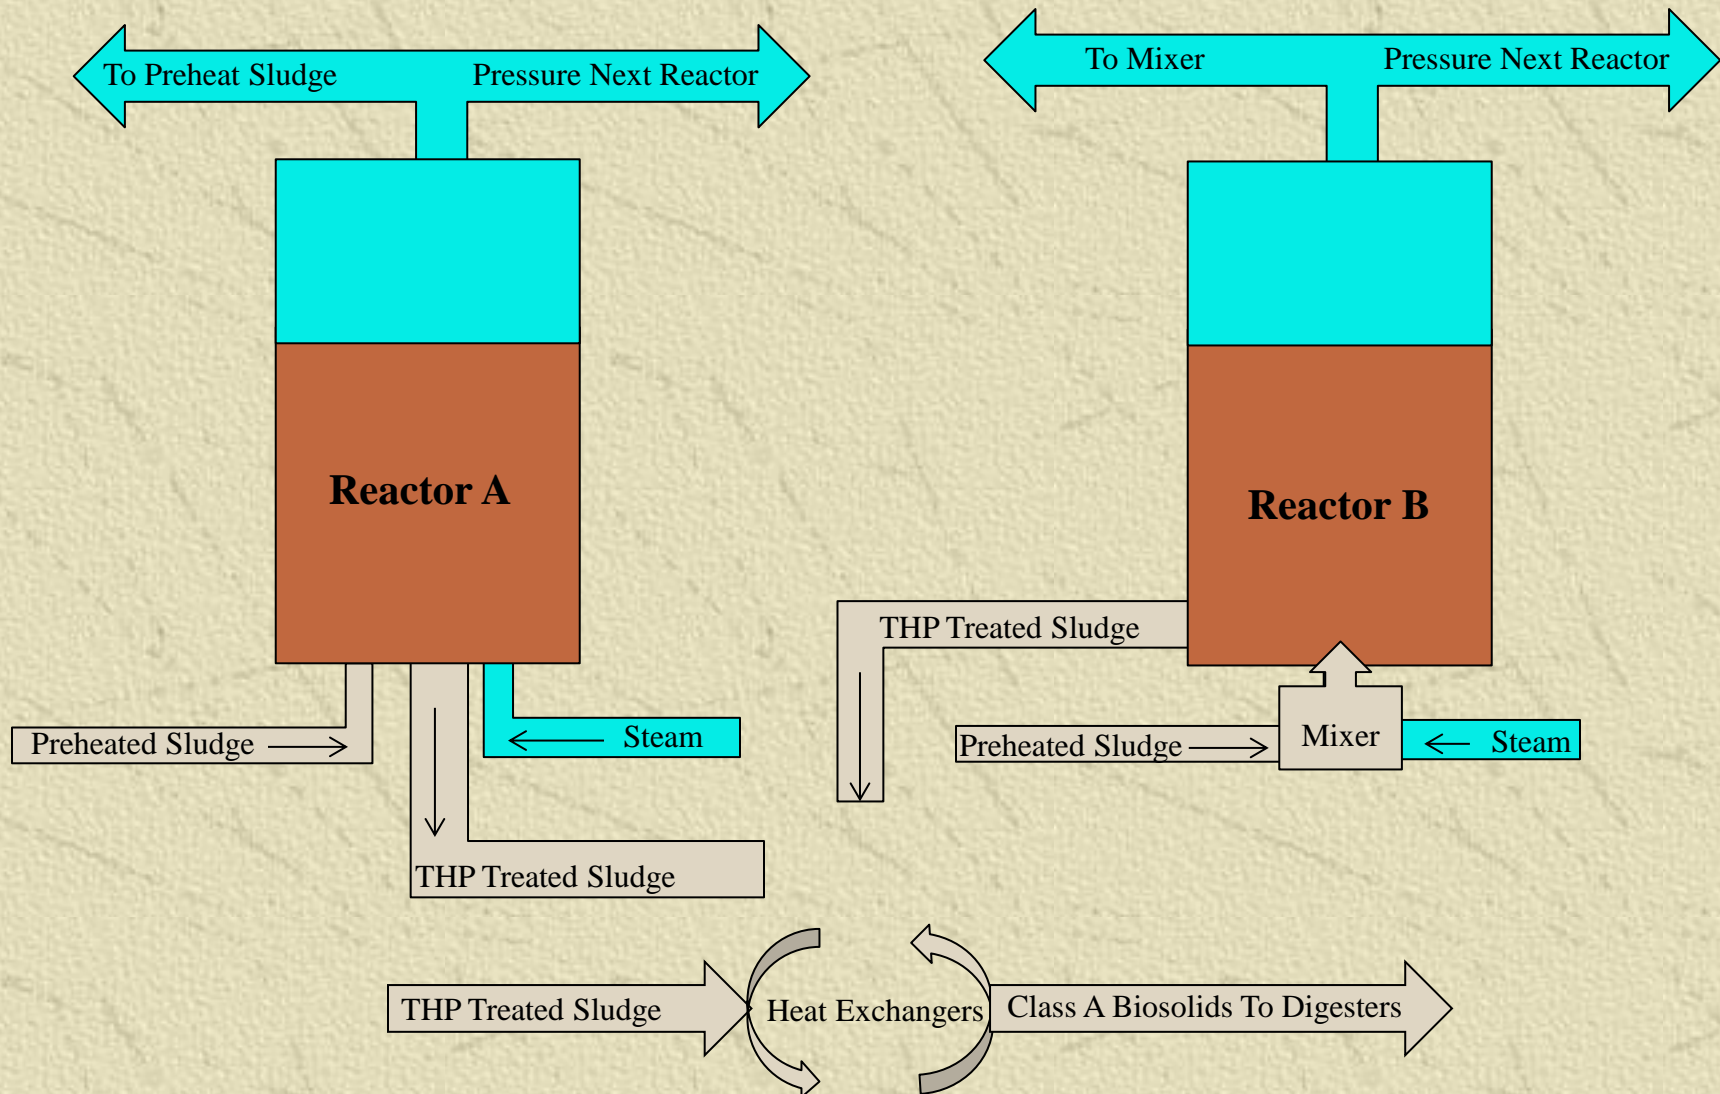 To Preheat Sludge
Pressure Next Reactor
To Mixer
Pressure Next Reactor
Reactor A
Reactor B
THP Treated Sludge
Preheated Sludge
Steam
Preheated Sludge
Mixer
Steam
THP Treated Sludge
THP Treated Sludge
Heat Exchangers
Class A Biosolids To Digesters